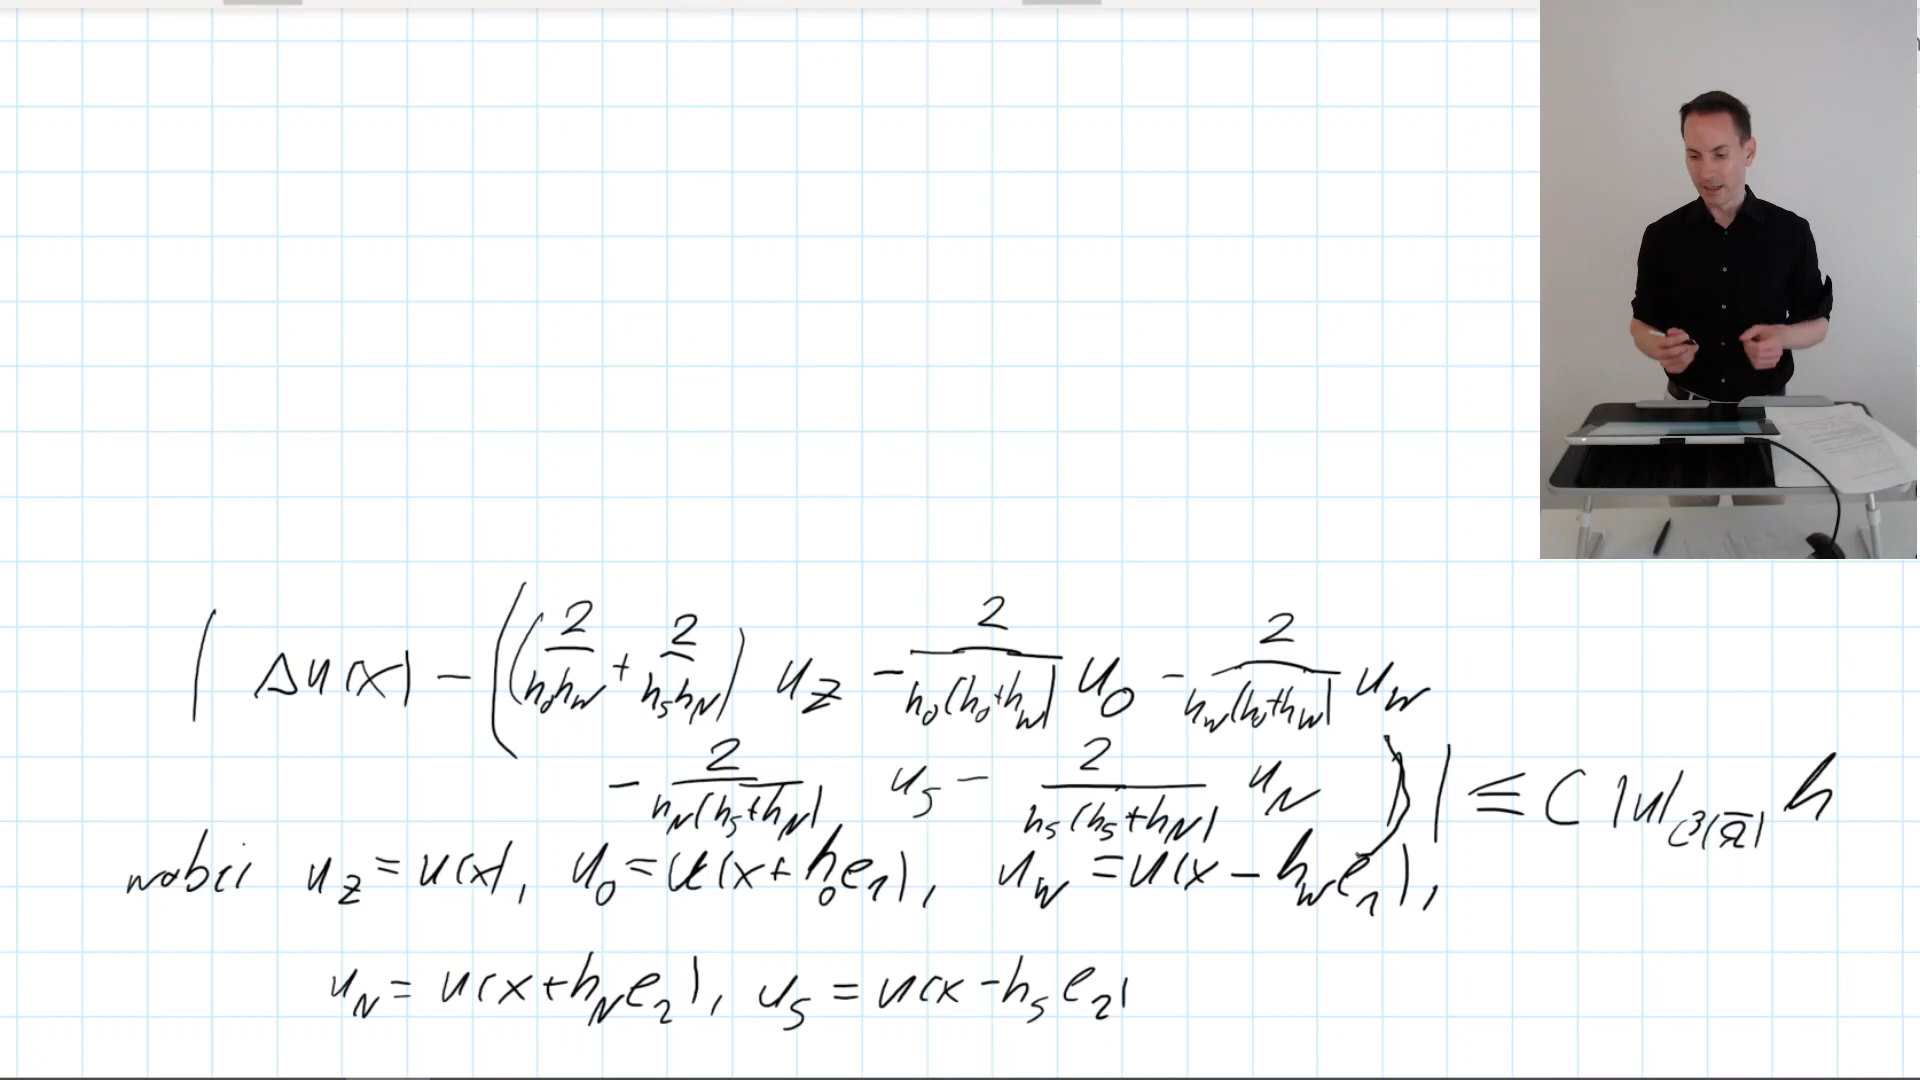 | Δu(x) − ((2/(h_o h_w) + 2/(h_s h_N)) u_Z − 2/(h_o(h_o+h_w)) u_O − 2/(h_w(h_o+h_w)) u_W
− 2/(h_N(h_s+h_N)) u_S − 2/(h_s(h_s+h_N)) u_N )| ≤ C |u|_{C^3(Ω̄)} h
wobei u_Z = u(x), u_O = u(x+h_o e_1), u_W = u(x−h_w e_1),
u_N = u(x+h_N e_2), u_S = u(x−h_s e_2)